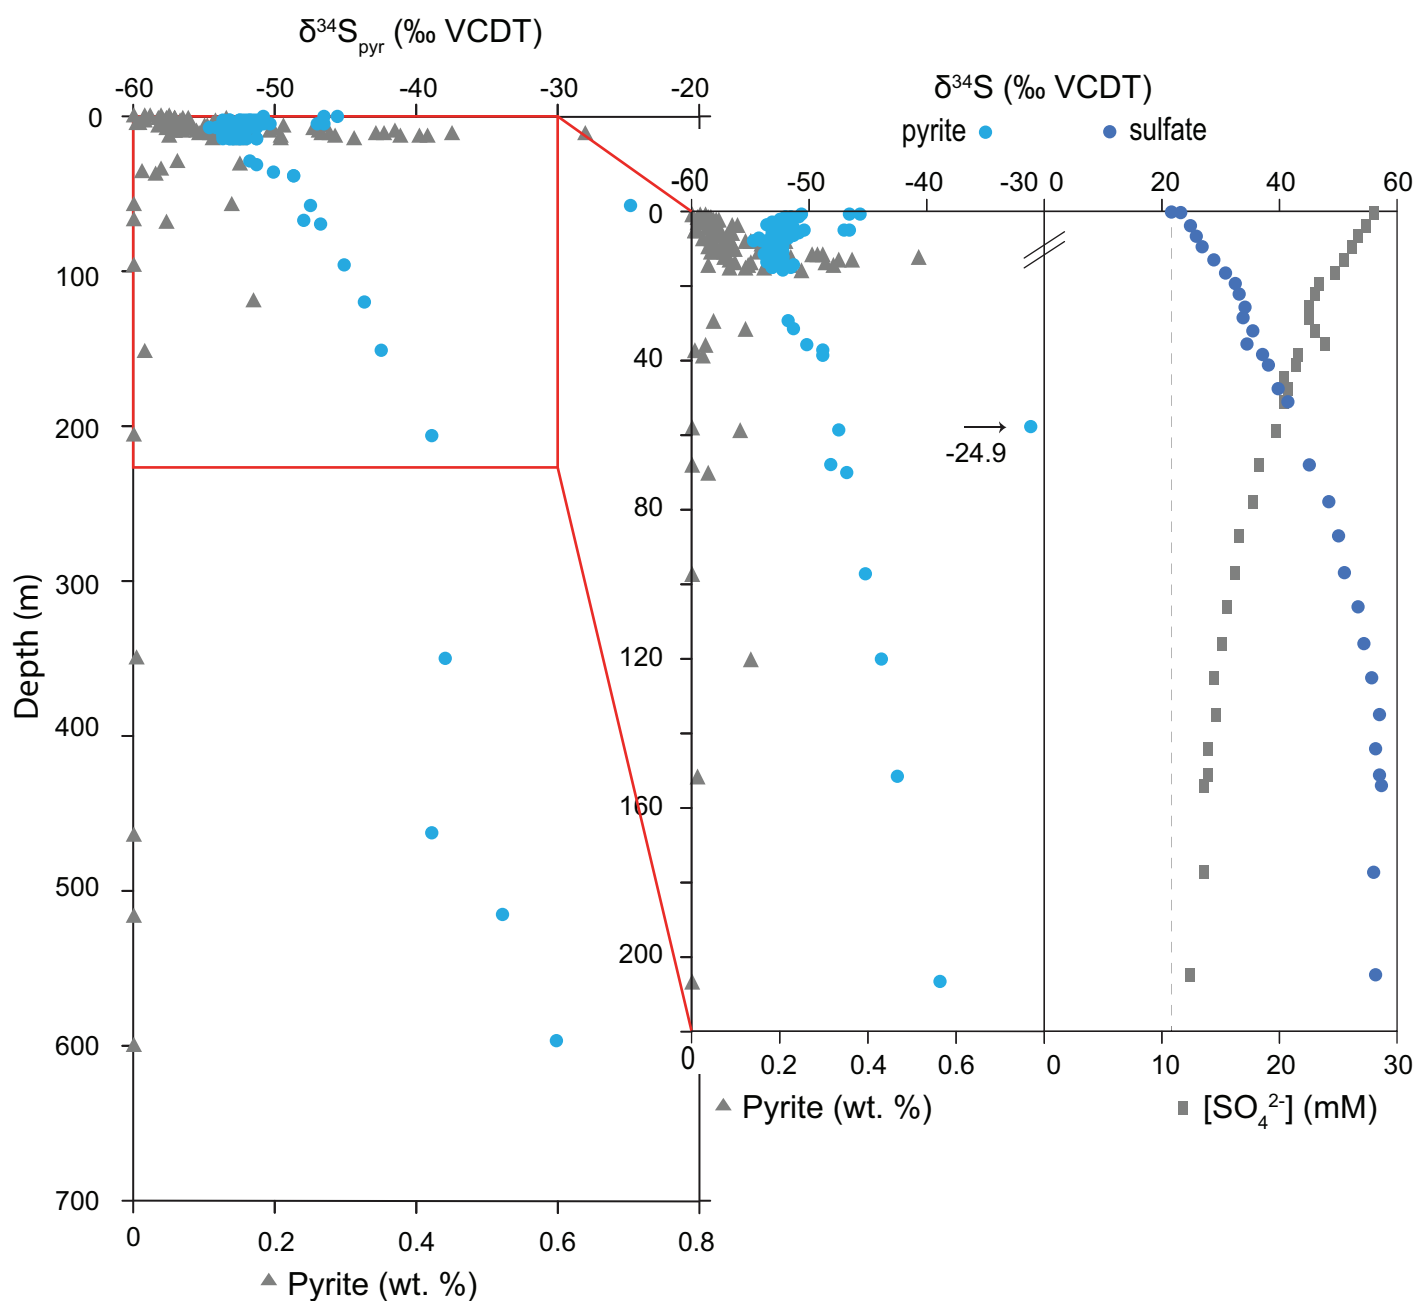 δ³⁴S_pyr (‰ VCDT)
-60 -50 -40 -30 -20
δ³⁴S (‰ VCDT)
pyrite sulfate
-60 -50 -40 -30 0 20 40 60
Depth (m)
0
100
200
300
400
500
600
700
0
40
80
120
160
200
-24.9
0 0.2 0.4 0.6 0 10 20 30
Pyrite (wt. %) [SO₄²⁻] (mM)
0 0.2 0.4 0.6 0.8
Pyrite (wt. %)